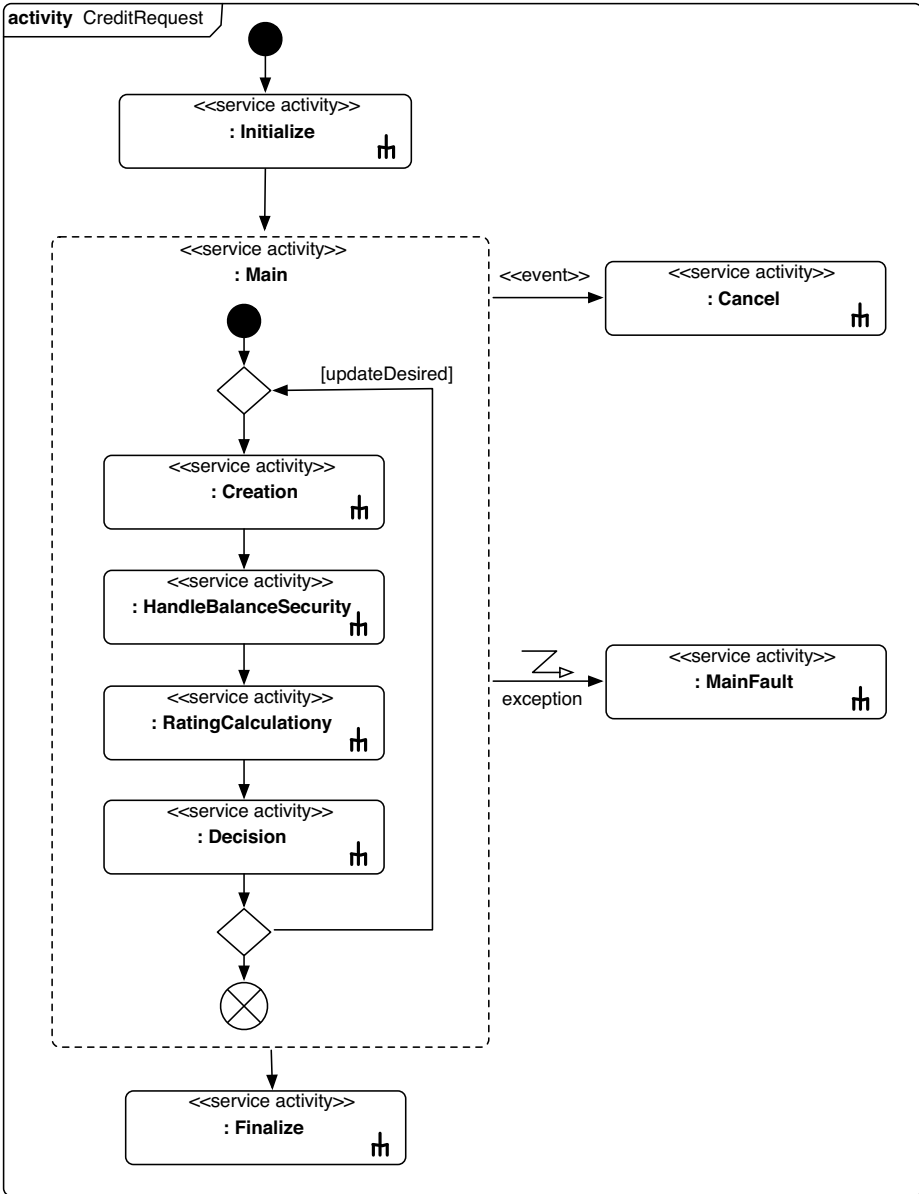 activity CreditRequest
<<service activity>>
: Initialize
<<service activity>>
: Main
<<event>>
<<service activity>>
: Cancel
[updateDesired]
<<service activity>>
: Creation
<<service activity>>
: HandleBalanceSecurity
exception
<<service activity>>
: MainFault
<<service activity>>
: RatingCalculationy
<<service activity>>
: Decision
<<service activity>>
: Finalize